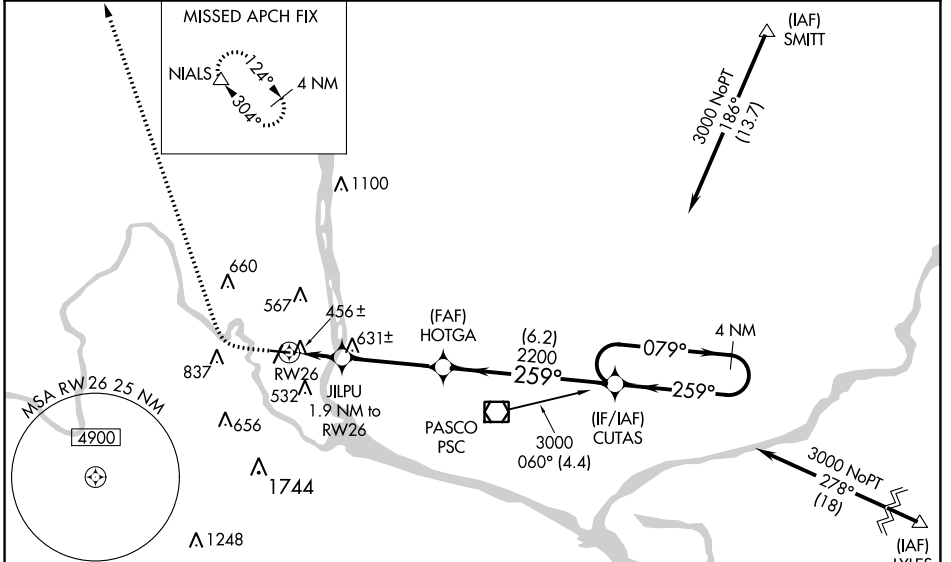 MISSED APCH FIX
NIALS
124°
4 NM
304°
(IAF)
SMITT
3000 NoPT
186°
(13.7)
1100
660
567
456±
631±
(FAF)
HOTGA
(6.2)
2200
259°
4 NM
079°
259°
837
RW26
532
JILPU
1.9 NM to
RW26
PASCO
PSC
(IF/IAF)
CUTAS
3000
060° (4.4)
MSA RW26 25 NM
4900
656
1744
1248
3000 NoPT
278°
(18)
(IAF)